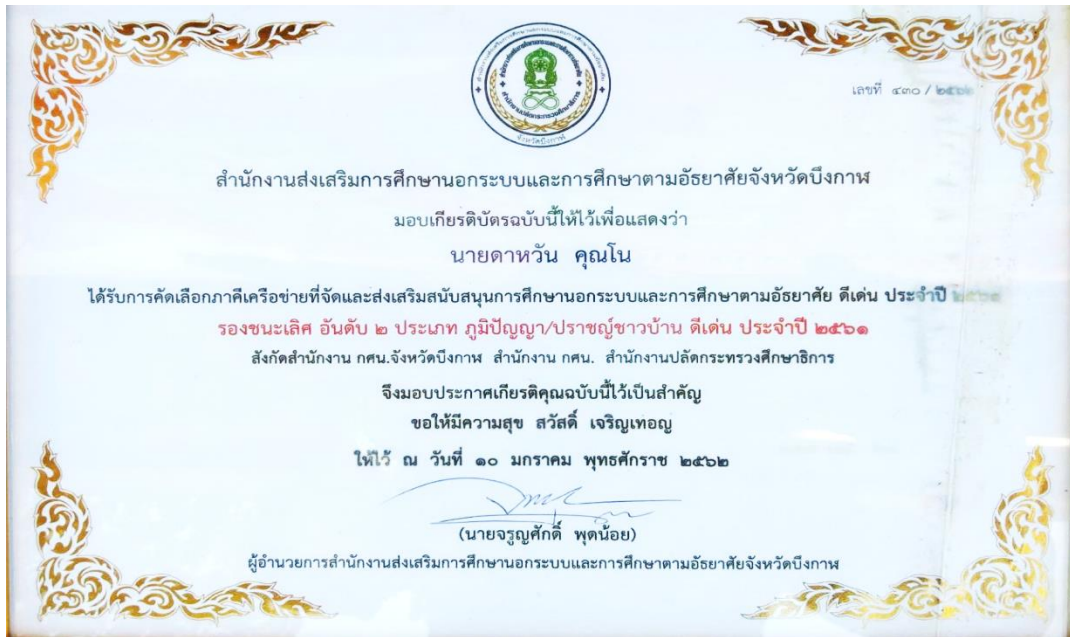 จังหวัดบึงกาฬ
เลขที่ ๔๓๐ / ๒๕๖๒
สำนักงานส่งเสริมการศึกษานอกระบบและการศึกษาตามอัธยาศัยจังหวัดบึงกาฬ
มอบเกียรติบัตรฉบับนี้ให้ไว้เพื่อแสดงว่า
นายดาหวัน คุณโน
ได้รับการคัดเลือกภาคีเครือข่ายที่จัดและส่งเสริมสนับสนุนการศึกษานอกระบบและการศึกษาตามอัธยาศัย ดีเด่น ประจำปี
รองชนะเลิศ อันดับ ๒ ประเภท ภูมิปัญญา/ปราชญ์ชาวบ้าน ดีเด่น ประจำปี ๒๕๖๑
สังกัดสำนักงาน กศน.จังหวัดบึงกาฬ สำนักงาน กศน. สำนักงานปลัดกระทรวงศึกษาธิการ
จึงมอบประกาศเกียรติคุณฉบับนี้ไว้เป็นสำคัญ
ขอให้มีความสุข สวัสดิ์ เจริญเทอญ
ให้ไว้ ณ วันที่ ๑๐ มกราคม พุทธศักราช ๒๕๖๒
(นายจรูญศักดิ์ พุดน้อย)
ผู้อำนวยการสำนักงานส่งเสริมการศึกษานอกระบบและการศึกษาตามอัธยาศัยจังหวัดบึงกาฬ